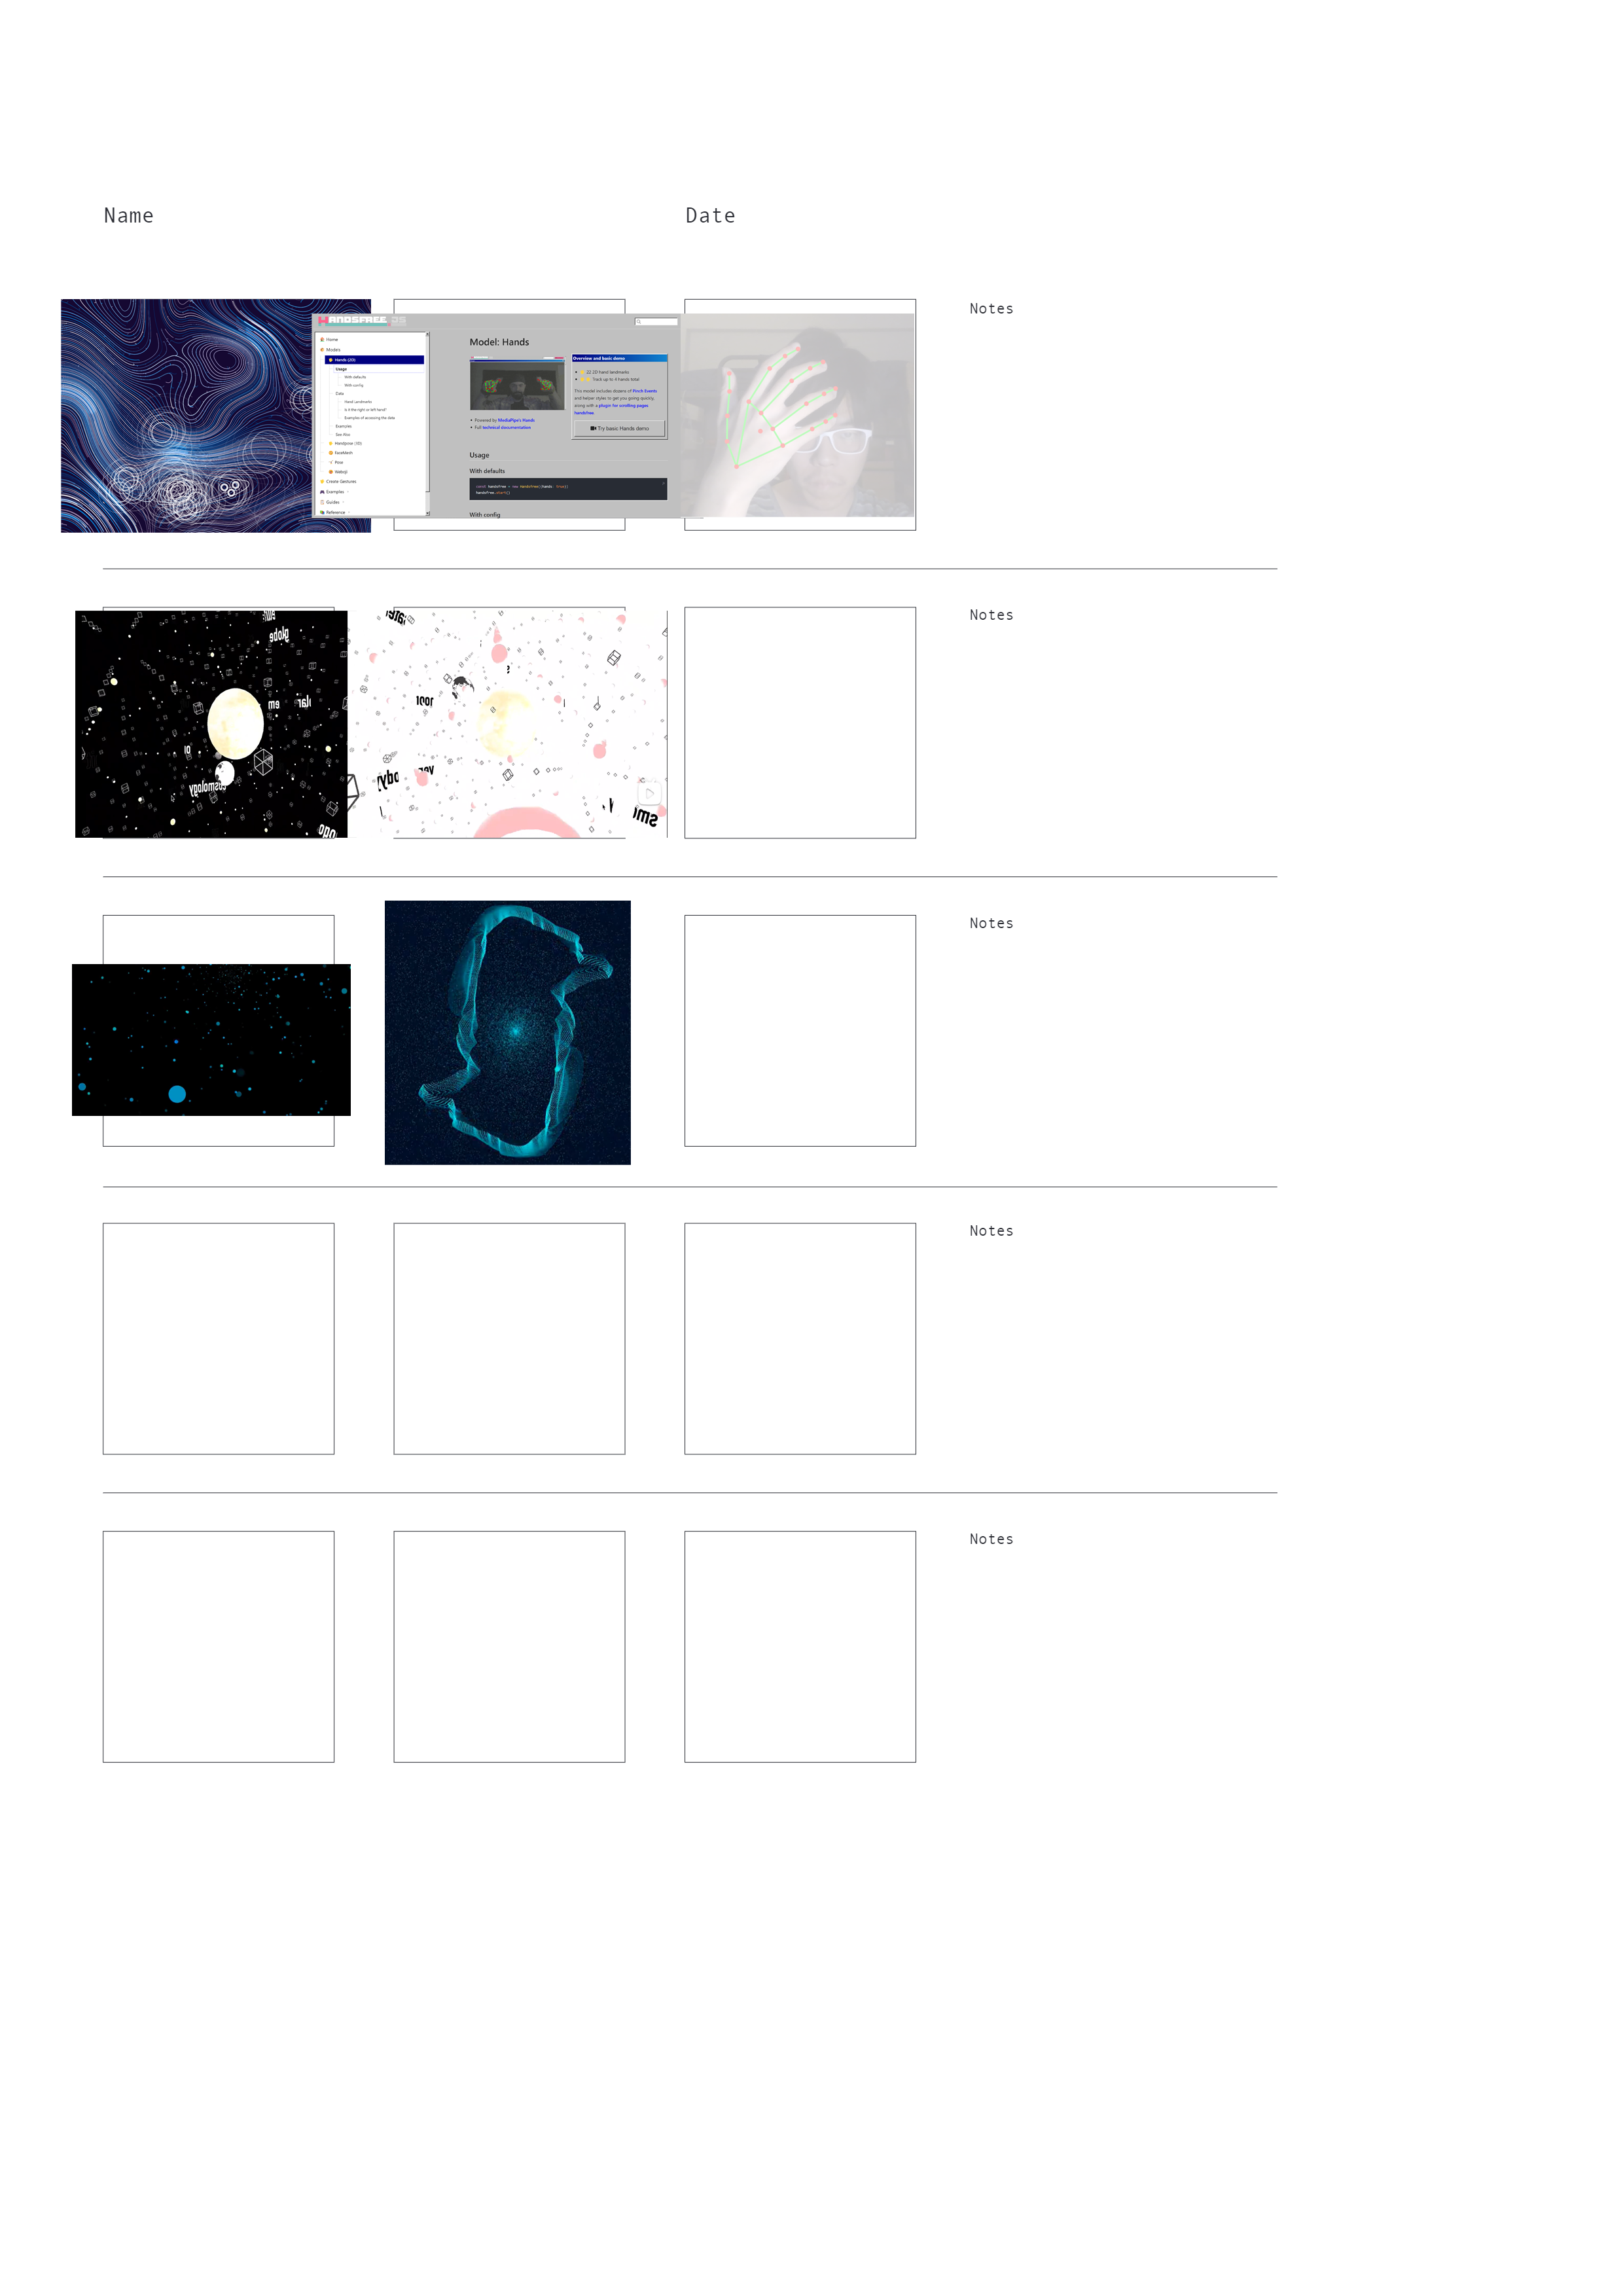 Name
Date
Notes
HANDSFREE.JS
Home
Models
Hands (2D)
Usage
With defaults
With config
Data
Hand Landmarks
Is it the right or left hand?
Examples of accessing the data
Examples
See Also
Handpose (3D)
FaceMesh
Pose
Weboji
Create Gestures
Examples
Guides
Reference
Model: Hands
Powered by MediaPipe's Hands
Full technical documentation
Overview and basic demo
22 2D hand landmarks
Track up to 4 hands total
This model includes dozens of Pinch Events
and helper styles to get you going quickly,
along with a plugin for scrolling pages
handsfree.
Try basic Hands demo
Usage
With defaults
const handsfree = new Handsfree({hands: true})
handsfree.start()
With config
Notes
globe
cosmology
Notes
Notes
Notes